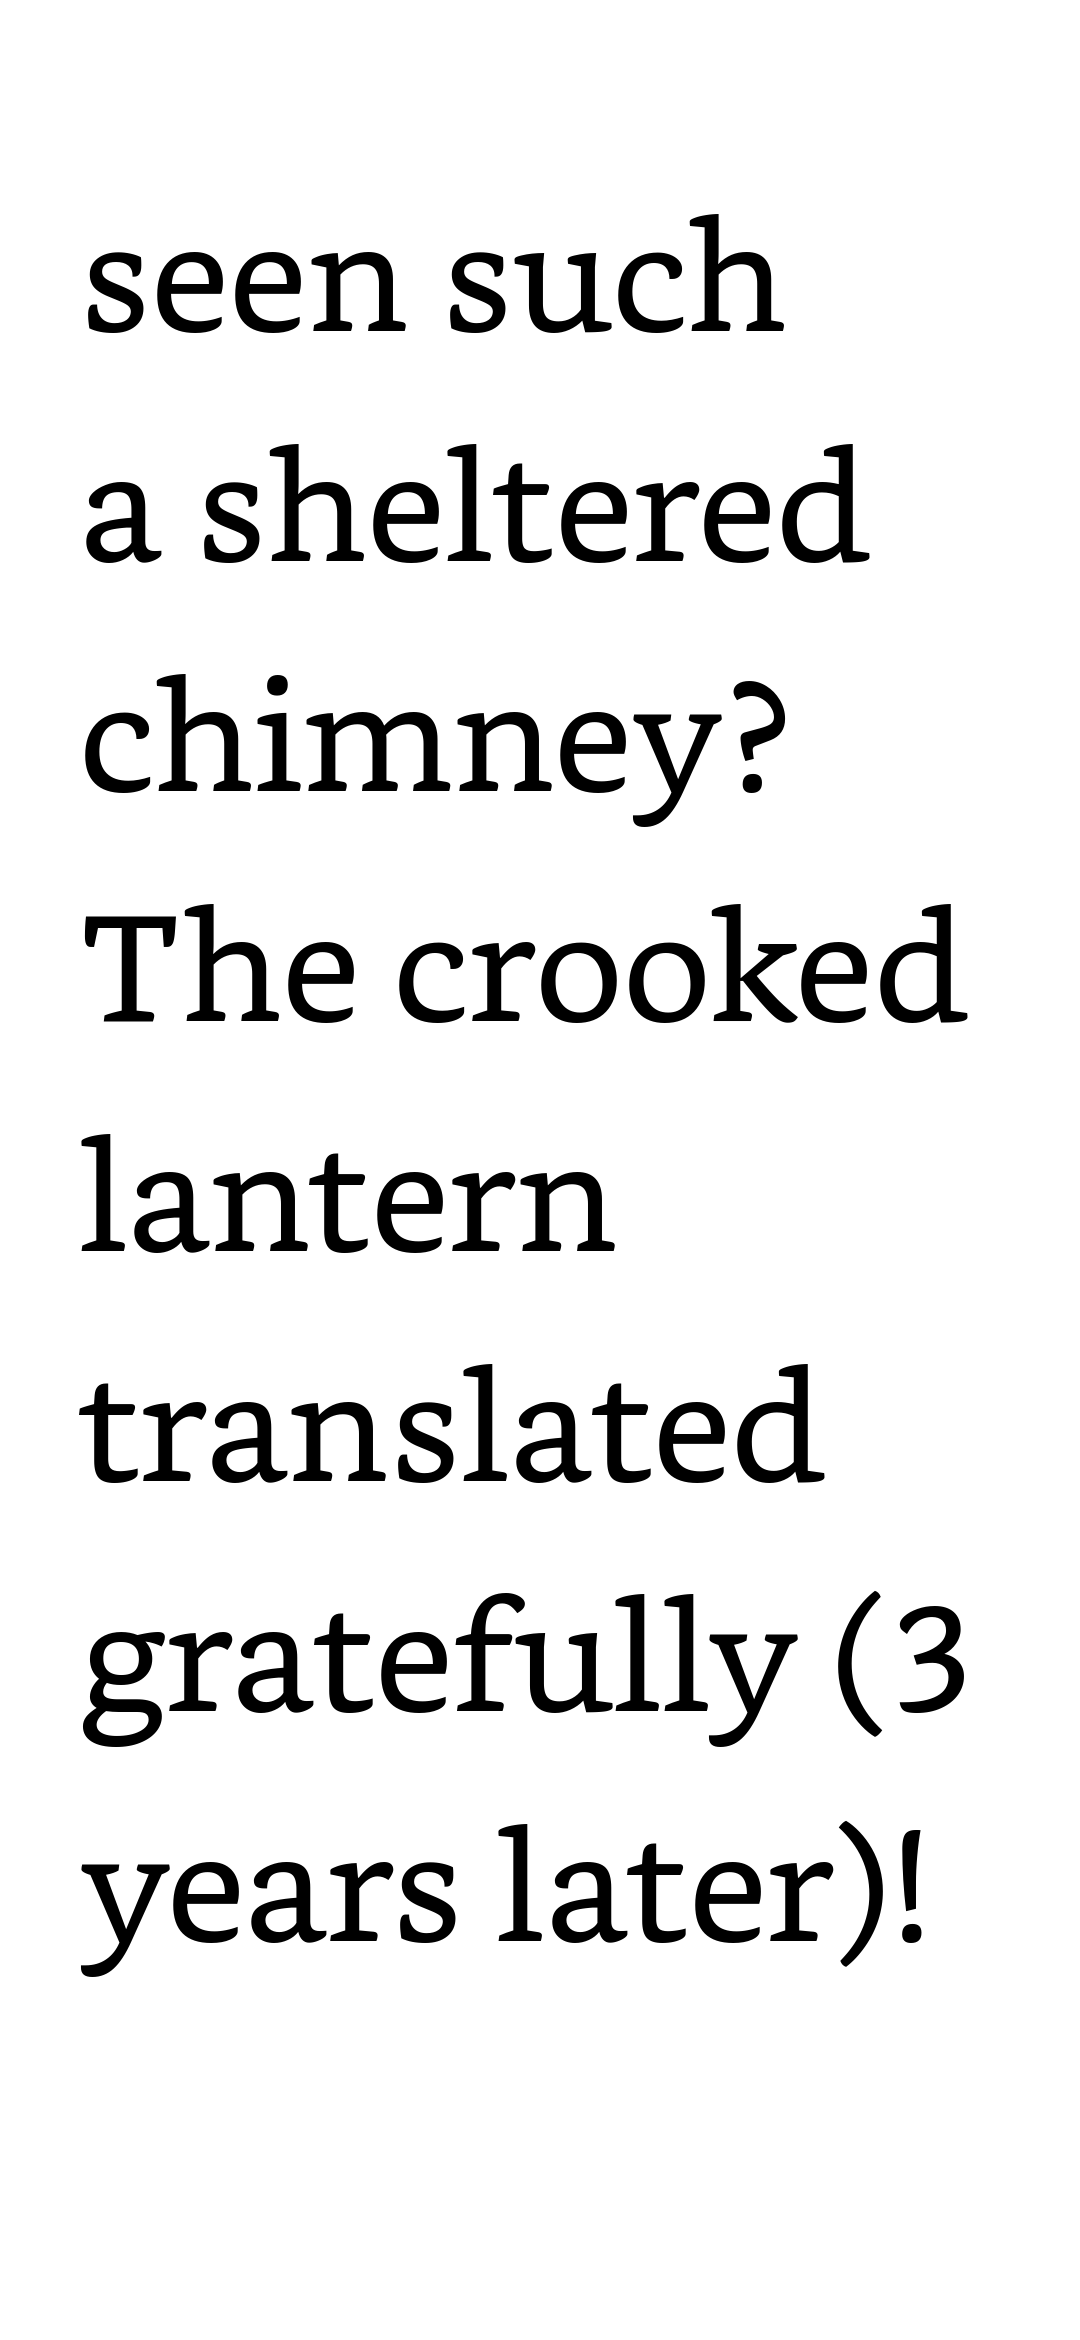 seen such
a sheltered
chimney?
The crooked
lantern
translated
gratefully (3
years later)!